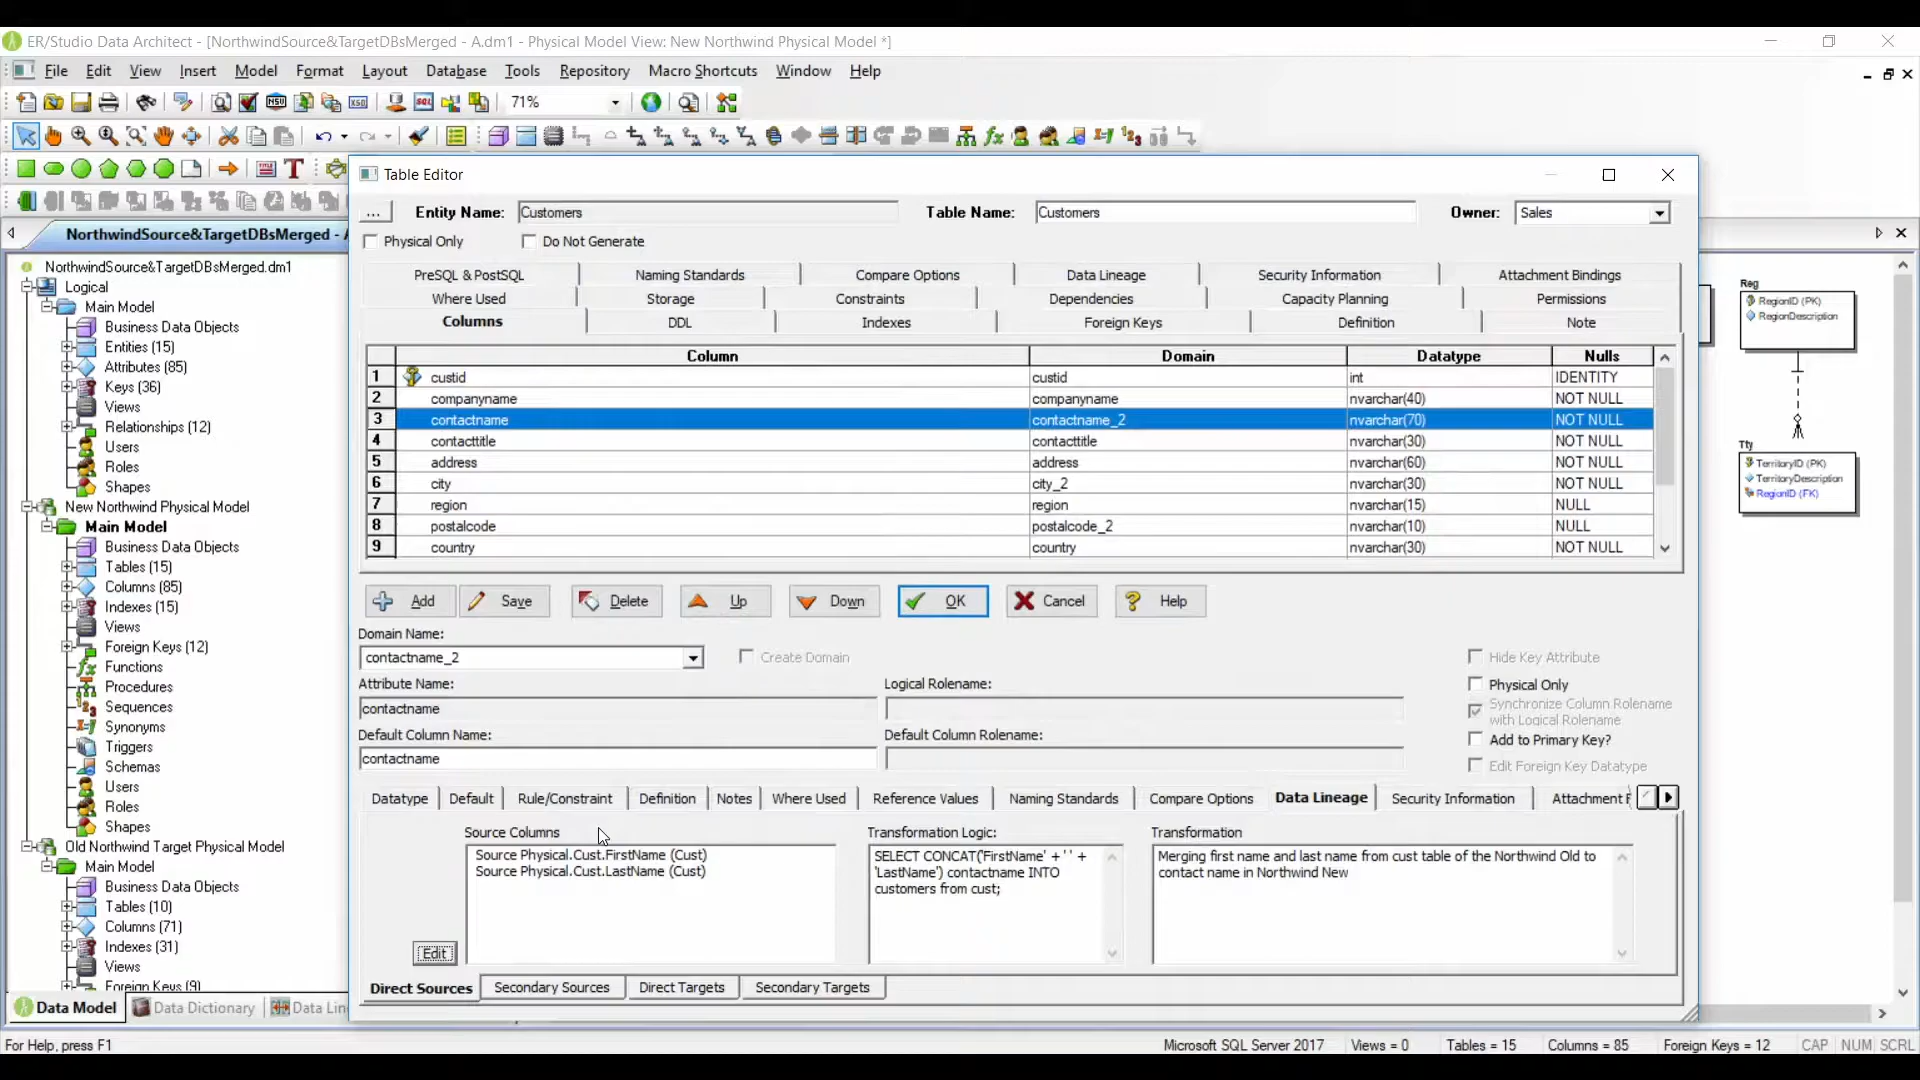 ER/Studio Data Architect - [NorthwindSource&TargetDBsMerged - A.dm1 - Physical Model View: New Northwind Physical Model *]
File Edit View Insert Model Format Layout Database Tools Repository Macro Shortcuts Window Help
71%
NorthwindSource&TargetDBsMerged - A
NorthwindSource&TargetDBsMerged.dm1
Logical
Main Model
Business Data Objects
Entities (15)
Attributes (85)
Keys (36)
Views
Relationships (12)
Users
Roles
Shapes
New Northwind Physical Model
Main Model
Business Data Objects
Tables (15)
Columns (85)
Indexes (15)
Views
Foreign Keys (12)
Functions
Procedures
Sequences
Synonyms
Triggers
Schemas
Users
Roles
Shapes
Old Northwind Target Physical Model
Main Model
Business Data Objects
Tables (10)
Columns (71)
Indexes (31)
Views
Foreign Keys (9)
Data Model Data Dictionary Data Lin
Table Editor
... Entity Name: Customers Table Name: Customers Owner: Sales
Physical Only Do Not Generate
PreSQL & PostSQL Naming Standards Compare Options Data Lineage Security Information Attachment Bindings
Where Used Storage Constraints Dependencies Capacity Planning Permissions
Columns DDL Indexes Foreign Keys Definition Note
Column Domain Datatype Nulls
1 custid custid int IDENTITY
2 companyname companyname nvarchar(40) NOT NULL
3 contactname contactname_2 nvarchar(70) NOT NULL
4 contacttitle contacttitle nvarchar(30) NOT NULL
5 address address nvarchar(60) NOT NULL
6 city city_2 nvarchar(30) NOT NULL
7 region region nvarchar(15) NULL
8 postalcode postalcode_2 nvarchar(10) NULL
9 country country nvarchar(30) NOT NULL
Add Save Delete Up Down OK Cancel Help
Domain Name:
contactname_2 Create Domain Hide Key Attribute
Attribute Name: Logical Rolename: Physical Only
contactname Synchronize Column Rolename
with Logical Rolename
Default Column Name: Default Column Rolename: Add to Primary Key?
contactname Edit Foreign Key Datatype
Datatype Default Rule/Constraint Definition Notes Where Used Reference Values Naming Standards Compare Options Data Lineage Security Information Attachment
Source Columns Transformation Logic: Transformation
Source Physical.Cust.FirstName (Cust)
Source Physical.Cust.LastName (Cust)
SELECT CONCAT('FirstName' + ' ' +
'LastName') contactname INTO
customers from cust;
Merging first name and last name from cust table of the Northwind Old to
contact name in Northwind New
Edit
Direct Sources Secondary Sources Direct Targets Secondary Targets
Reg
RegionID (PK)
RegionDescription
Tty
TerritoryID (PK)
TerritoryDescription
RegionID (FK)
For Help, press F1 Microsoft SQL Server 2017 Views = 0 Tables = 15 Columns = 85 Foreign Keys = 12 CAP NUM SCRL